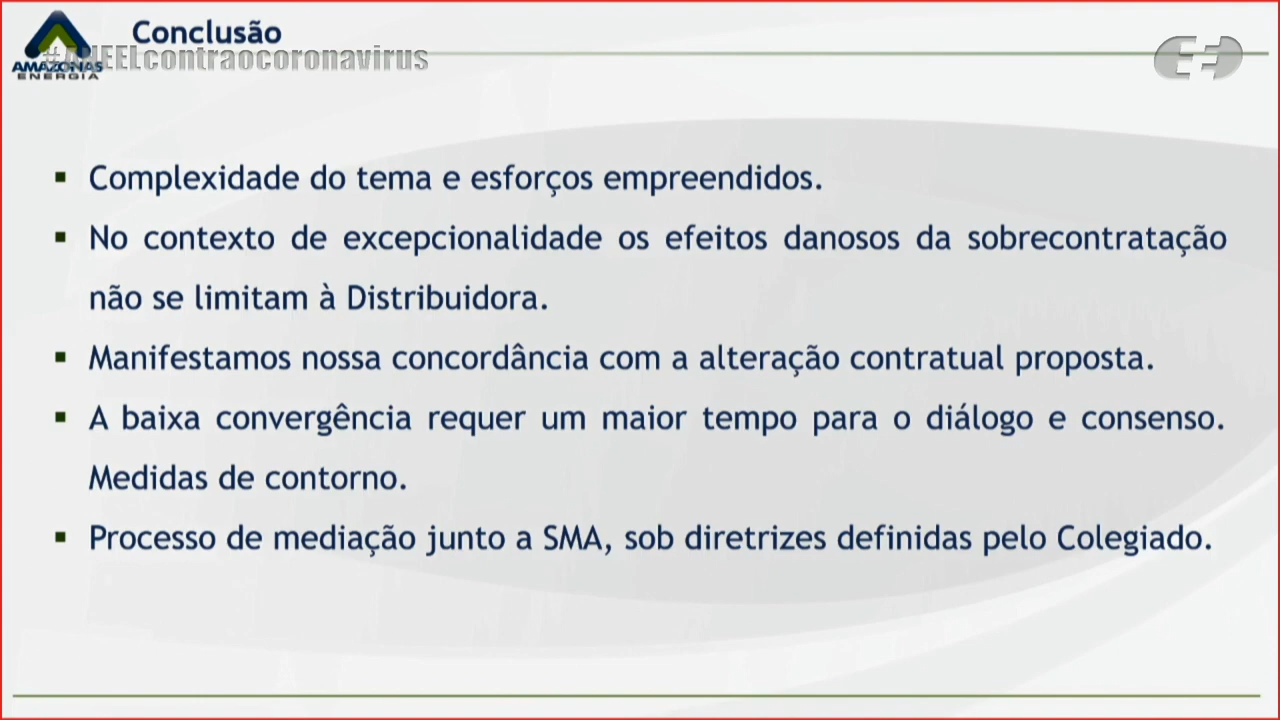 Conclusão
#ANEELcontraocoronavirus
AMAZONAS
ENERGIA
Complexidade do tema e esforços empreendidos.
No contexto de excepcionalidade os efeitos danosos da sobrecontratação
não se limitam à Distribuidora.
Manifestamos nossa concordância com a alteração contratual proposta.
A baixa convergência requer um maior tempo para o diálogo e consenso.
Medidas de contorno.
Processo de mediação junto a SMA, sob diretrizes definidas pelo Colegiado.